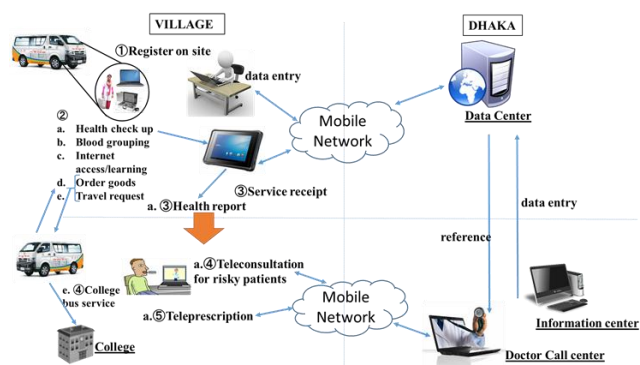 VILLAGE
DHAKA
①Register on site
data entry
Mobile
Network
Data Center
②
a. Health check up
b. Blood grouping
c. Internet
access/learning
d. Order goods
e. Travel request
③Service receipt
a. ③Health report
data entry
reference
a.④Teleconsultation
for risky patients
e. ④College
bus service
a.⑤Teleprescription
Mobile
Network
Information center
College
Doctor Call center